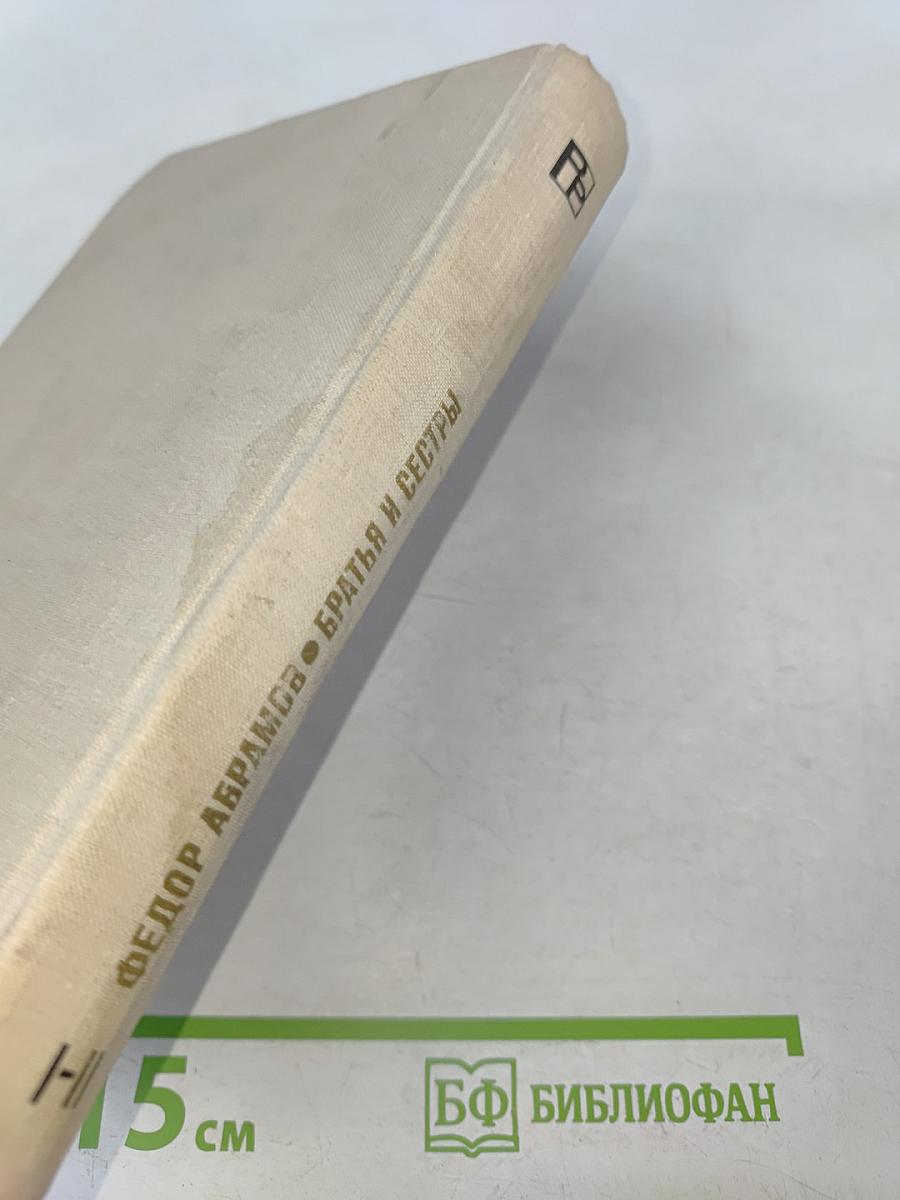 ФЕДОР АБРАМОВ • БРАТЬЯ И СЕСТРЫ
15 см
БФ БИБЛИОФАН